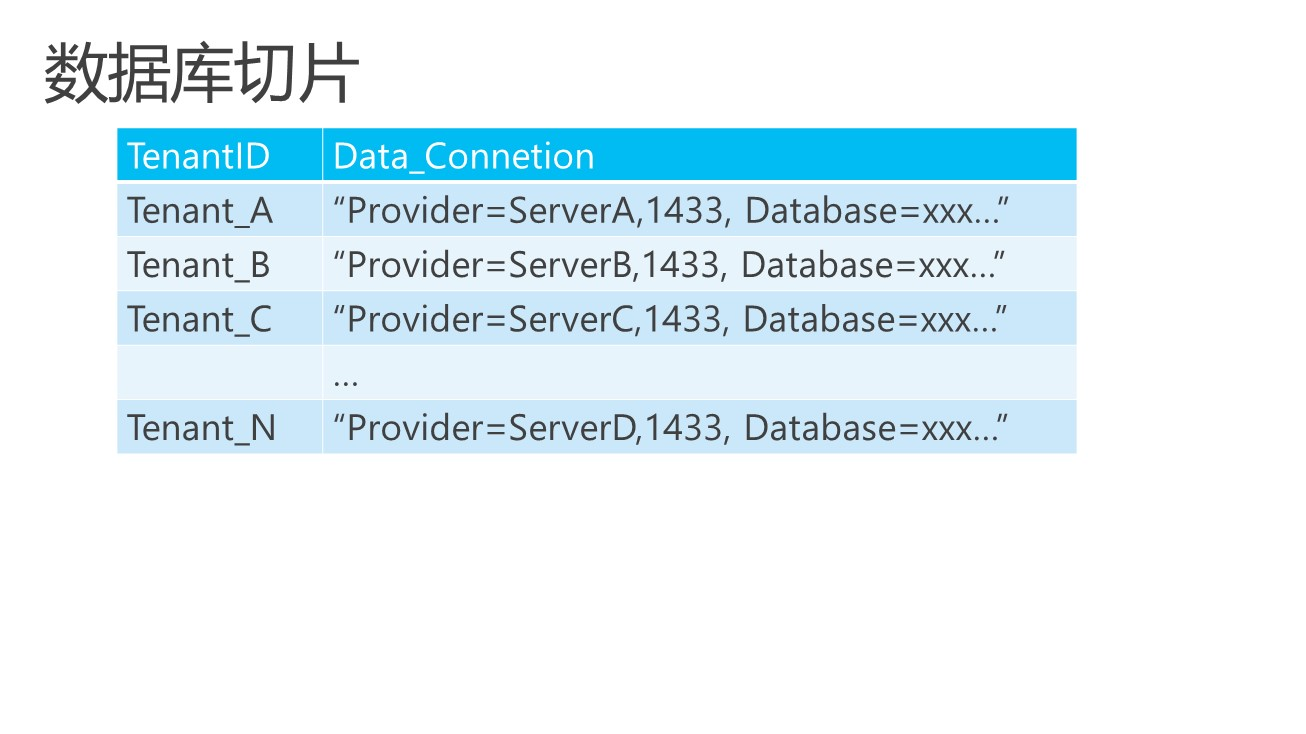 数据库切片
TenantID Data_Connetion
Tenant_A “Provider=ServerA,1433, Database=xxx…”
Tenant_B “Provider=ServerB,1433, Database=xxx…”
Tenant_C “Provider=ServerC,1433, Database=xxx…”
…
Tenant_N “Provider=ServerD,1433, Database=xxx…”